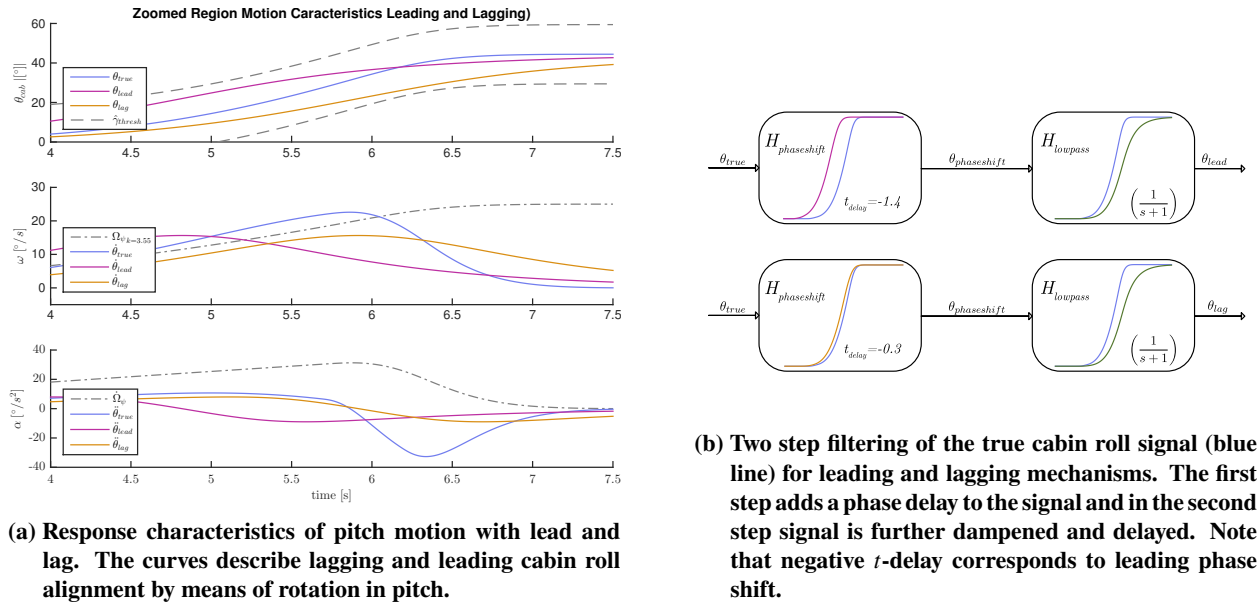 Zoomed Region Motion Caracteristics Leading and Lagging)
60
40
20
0
θ_cab |[°]|
θ_true
θ_lead
θ_lag
γ̂_thresh
4 4.5 5 5.5 6 6.5 7 7.5
30
20
10
0
ω [°/s]
Ω_ψ k=3.55
θ̇_true
θ̇_lead
θ̇_lag
4 4.5 5 5.5 6 6.5 7 7.5
40
20
0
-20
-40
α [°/s²]
Ω̇_ψ
θ̈_true
θ̈_lead
θ̈_lag
4 4.5 5 5.5 6 6.5 7 7.5
time [s]
(a) Response characteristics of pitch motion with lead and
lag. The curves describe lagging and leading cabin roll
alignment by means of rotation in pitch.
θ_true
H_phaseshift
t_delay=-1.4
θ_phaseshift
H_lowpass
(1/(s+1))
θ_lead
θ_true
H_phaseshift
t_delay=-0.3
θ_phaseshift
H_lowpass
(1/(s+1))
θ_lag
(b) Two step filtering of the true cabin roll signal (blue
line) for leading and lagging mechanisms. The first
step adds a phase delay to the signal and in the second
step signal is further dampened and delayed. Note
that negative t-delay corresponds to leading phase
shift.